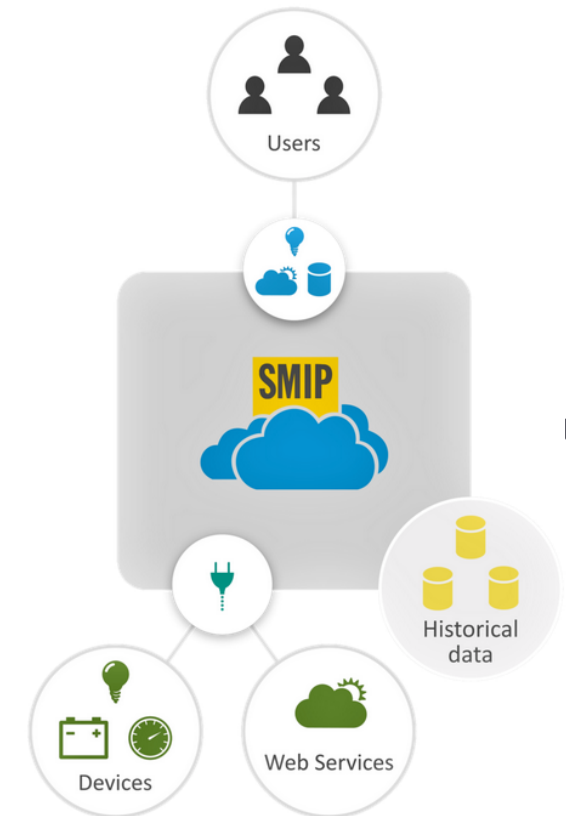 Users
SMIP
Historical
data
Web Services
Devices